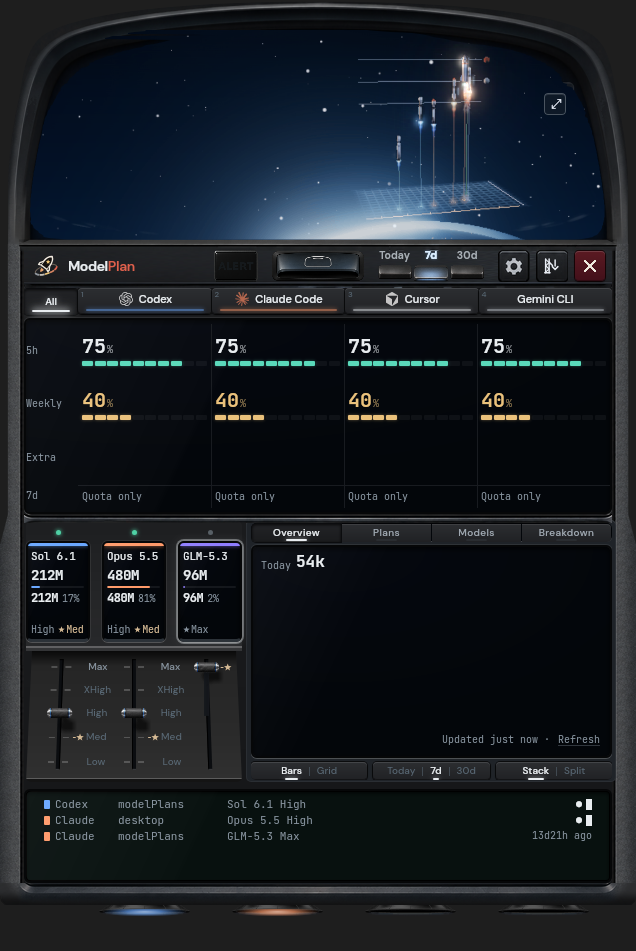 ModelPlan
ALERT
Today 7d 30d
All
1 Codex
2 Claude Code
3 Cursor
4 Gemini CLI
5h 75% 75% 75% 75%
Weekly 40% 40% 40% 40%
Extra
7d Quota only Quota only Quota only Quota only
Sol 6.1
212M
212M 17%
High ★Med
Opus 5.5
480M
480M 81%
High ★Med
GLM-5.3
96M
96M 2%
★Max
Overview Plans Models Breakdown
Today 54k
Updated just now · Refresh
Max Max ★
XHigh XHigh
High High
★Med ★Med
Low Low
Bars | Grid
Today | 7d | 30d
Stack | Split
Codex modelPlans Sol 6.1 High
Claude desktop Opus 5.5 High
Claude modelPlans GLM-5.3 Max 13d21h ago